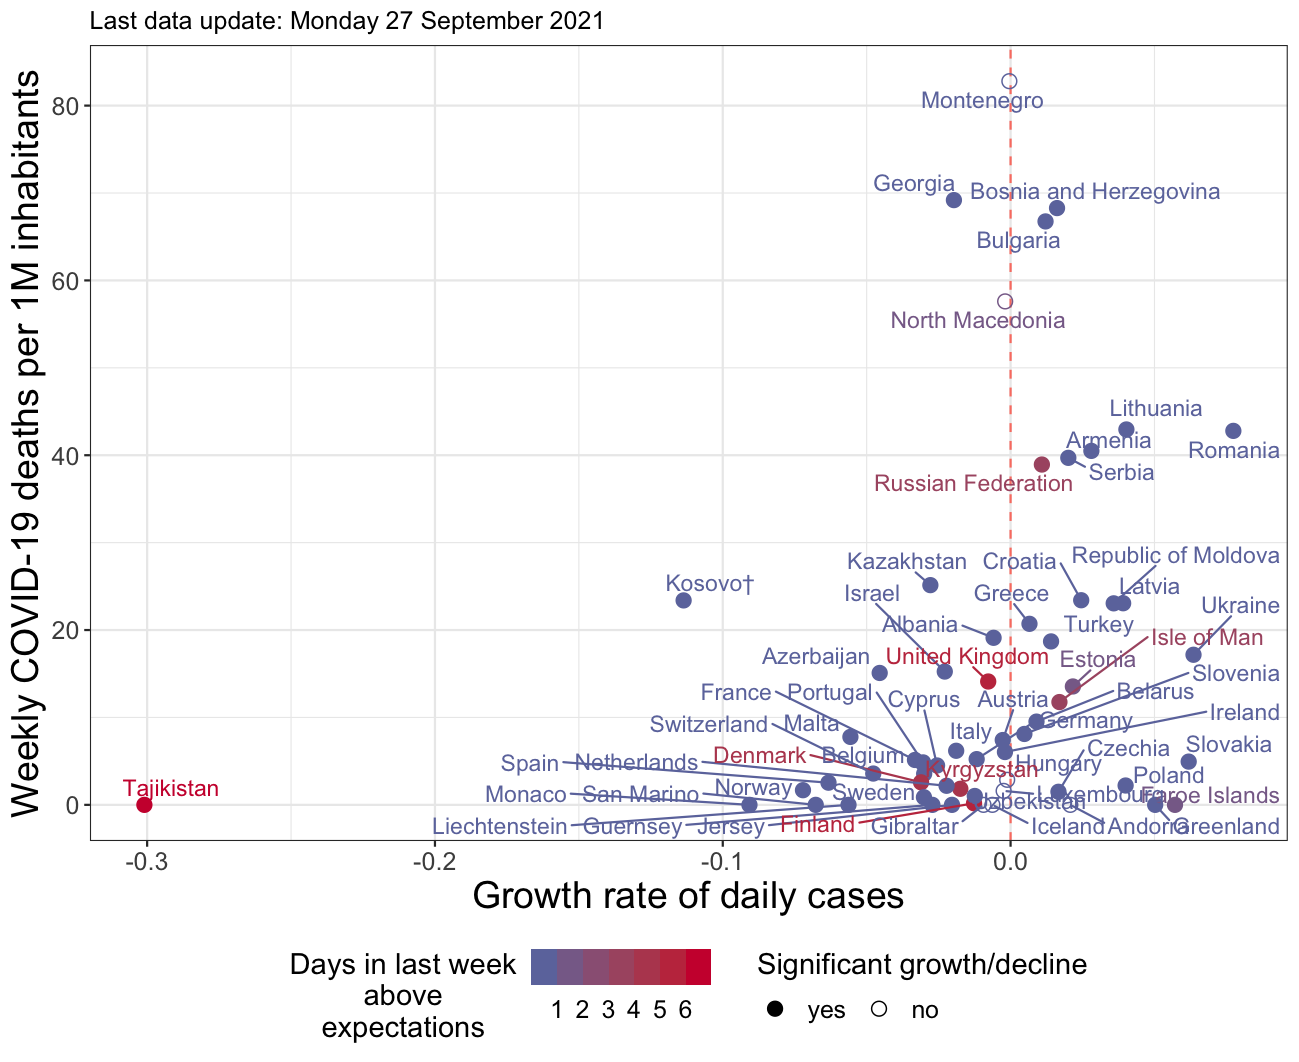 Last data update: Monday 27 September 2021
Weekly COVID-19 deaths per 1M inhabitants
80
60
40
20
0
Montenegro
Georgia
Bosnia and Herzegovina
Bulgaria
North Macedonia
Lithuania
Armenia
Romania
Serbia
Russian Federation
Kazakhstan
Croatia
Republic of Moldova
Kosovo†
Israel
Greece
Latvia
Ukraine
Albania
Turkey
Isle of Man
Azerbaijan
United Kingdom
Estonia
Slovenia
France
Portugal
Cyprus
Austria
Belarus
Ireland
Switzerland
Malta
Italy
Germany
Spain
Netherlands
Denmark
Belgium
Kyrgyzstan
Hungary
Czechia
Slovakia
Tajikistan
Monaco
San Marino
Norway
Sweden
Uzbekistan
Luxembourg
Poland
Faroe Islands
Liechtenstein
Guernsey
Jersey
Finland
Gibraltar
Iceland
Andorra
Greenland
-0.3
-0.2
-0.1
0.0
Growth rate of daily cases
Days in last week
above
expectations
1 2 3 4 5 6
Significant growth/decline
yes
no